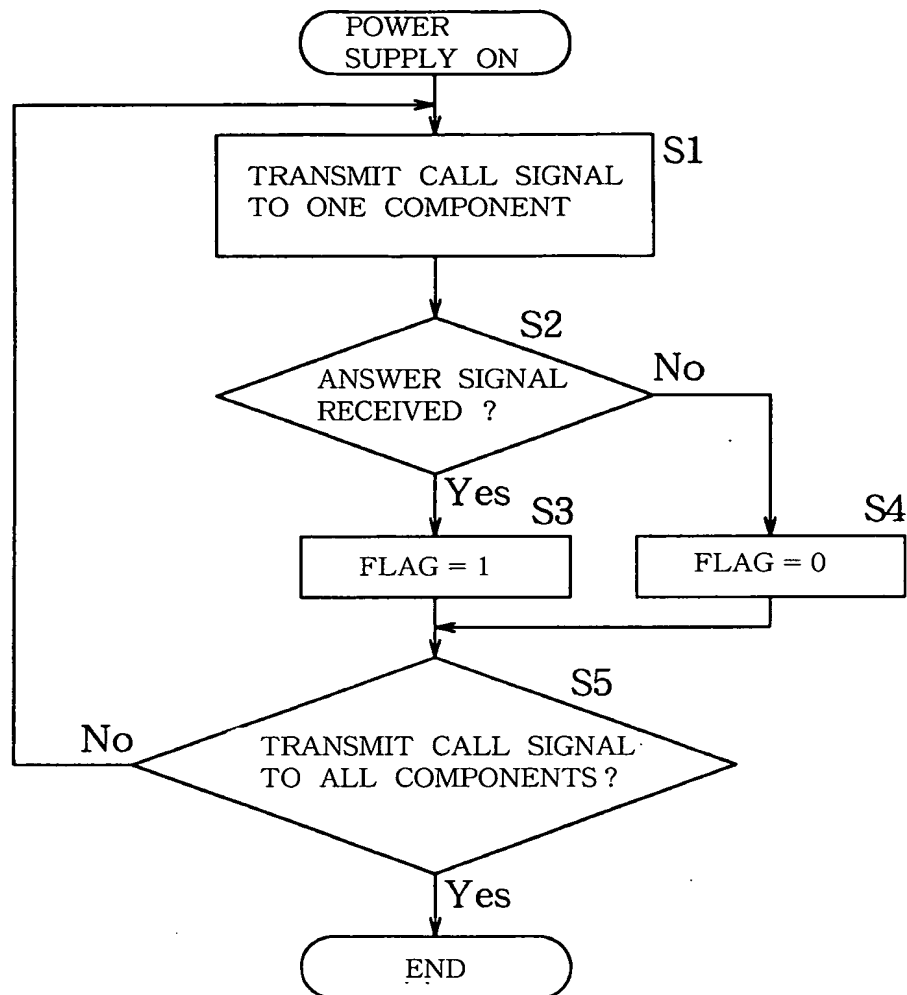 POWER
SUPPLY ON
S1
TRANSMIT CALL SIGNAL
TO ONE COMPONENT
S2
ANSWER SIGNAL
RECEIVED ?
No
Yes
S3
FLAG = 1
S4
FLAG = 0
S5
TRANSMIT CALL SIGNAL
TO ALL COMPONENTS ?
No
Yes
END